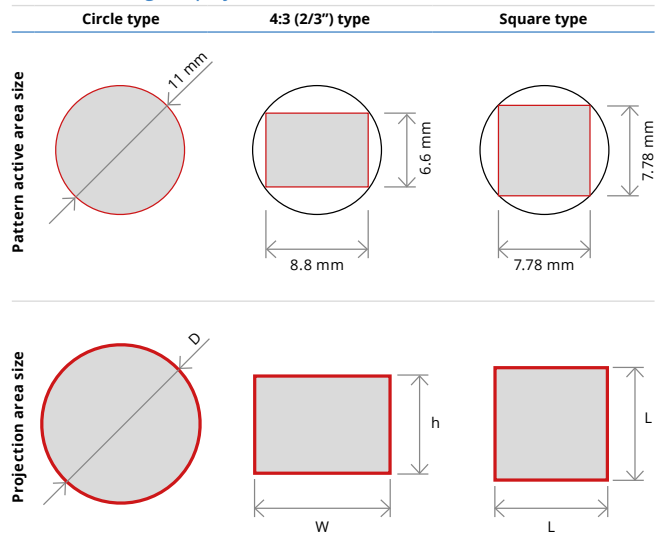 Circle type
4:3 (2/3") type
Square type
Pattern active area size
11 mm
6.6 mm
8.8 mm
7.78 mm
7.78 mm
Projection area size
D
h
W
L
L